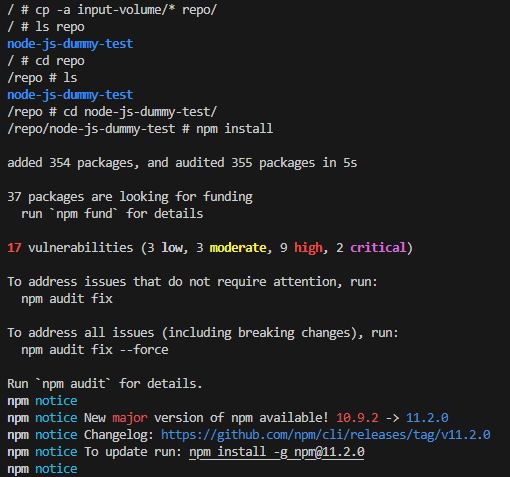 / # cp -a input-volume/* repo/
/ # ls repo
node-js-dummy-test
/ # cd repo
/repo # ls
node-js-dummy-test
/repo # cd node-js-dummy-test/
/repo/node-js-dummy-test # npm install
added 354 packages, and audited 355 packages in 5s
37 packages are looking for funding
  run `npm fund` for details
17 vulnerabilities (3 low, 3 moderate, 9 high, 2 critical)
To address issues that do not require attention, run:
  npm audit fix
To address all issues (including breaking changes), run:
  npm audit fix --force
Run `npm audit` for details.
npm notice
npm notice New major version of npm available! 10.9.2 -> 11.2.0
npm notice Changelog: https://github.com/npm/cli/releases/tag/v11.2.0
npm notice To update run: npm install -g npm@11.2.0
npm notice